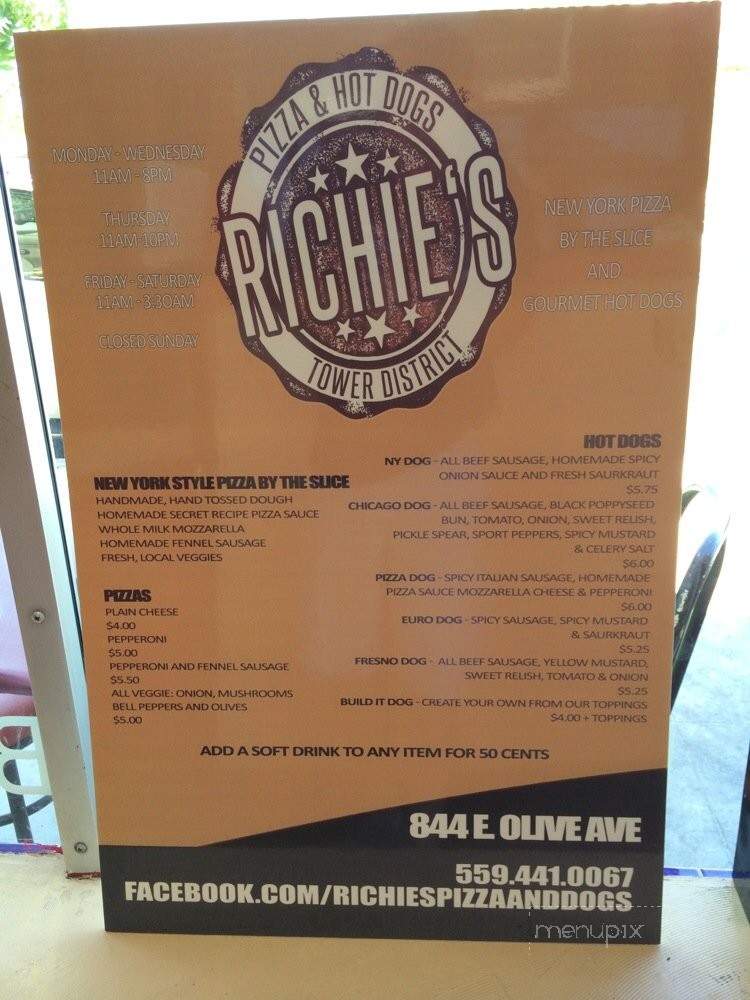 PIZZA & HOT DOGS
RICHIE'S
TOWER DISTRICT
MONDAY - WEDNESDAY
11AM - 8PM
THURSDAY
11AM-10PM
FRIDAY - SATURDAY
11AM - 3:30AM
CLOSED SUNDAY
NEW YORK PIZZA
BY THE SLICE
AND
GOURMET HOT DOGS
NEW YORK STYLE PIZZA BY THE SLICE
HANDMADE, HAND TOSSED DOUGH
HOMEMADE SECRET RECIPE PIZZA SAUCE
WHOLE MILK MOZZARELLA
HOMEMADE FENNEL SAUSAGE
FRESH, LOCAL VEGGIES
PIZZAS
PLAIN CHEESE
$4.00
PEPPERONI
$5.00
PEPPERONI AND FENNEL SAUSAGE
$5.50
ALL VEGGIE: ONION, MUSHROOMS
BELL PEPPERS AND OLIVES
$5.00
HOT DOGS
NY DOG - ALL BEEF SAUSAGE, HOMEMADE SPICY
ONION SAUCE AND FRESH SAURKRAUT
$5.75
CHICAGO DOG - ALL BEEF SAUSAGE, BLACK POPPYSEED
BUN, TOMATO, ONION, SWEET RELISH,
PICKLE SPEAR, SPORT PEPPERS, SPICY MUSTARD
& CELERY SALT
$6.00
PIZZA DOG - SPICY ITALIAN SAUSAGE, HOMEMADE
PIZZA SAUCE MOZZARELLA CHEESE & PEPPERONI
$6.00
EURO DOG - SPICY SAUSAGE, SPICY MUSTARD
& SAURKRAUT
$5.25
FRESNO DOG - ALL BEEF SAUSAGE, YELLOW MUSTARD,
SWEET RELISH, TOMATO & ONION
$5.25
BUILD IT DOG - CREATE YOUR OWN FROM OUR TOPPINGS
$4.00 + TOPPINGS
ADD A SOFT DRINK TO ANY ITEM FOR 50 CENTS
844 E. OLIVE AVE
559.441.0067
FACEBOOK.COM/RICHIESPIZZAANDDOGS
menupix